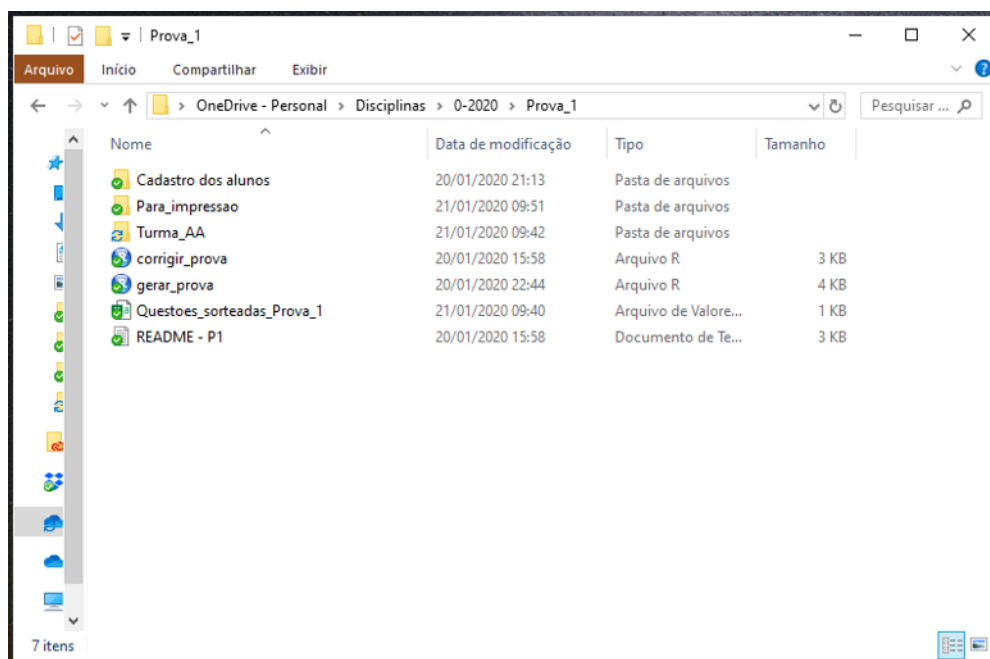 Prova_1
Arquivo Início Compartilhar Exibir
OneDrive - Personal > Disciplinas > 0-2020 > Prova_1 Pesquisar ...
Nome Data de modificação Tipo Tamanho
Cadastro dos alunos 20/01/2020 21:13 Pasta de arquivos
Para_impressao 21/01/2020 09:51 Pasta de arquivos
Turma_AA 21/01/2020 09:42 Pasta de arquivos
corrigir_prova 20/01/2020 15:58 Arquivo R 3 KB
gerar_prova 20/01/2020 22:44 Arquivo R 4 KB
Questoes_sorteadas_Prova_1 21/01/2020 09:40 Arquivo de Valore... 1 KB
README - P1 20/01/2020 15:58 Documento de Te... 3 KB
7 itens